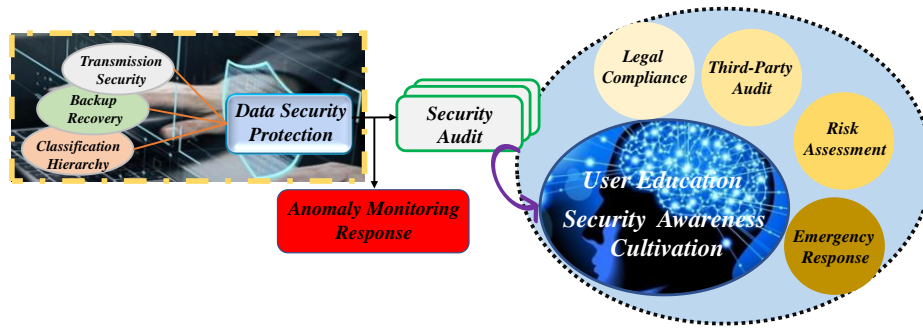 Transmission
Security
Backup
Recovery
Classification
Hierarchy
Data Security
Protection
Security
Audit
Anomaly Monitoring
Response
Legal
Compliance
Third-Party
Audit
Risk
Assessment
Emergency
Response
User Education
Security Awareness
Cultivation